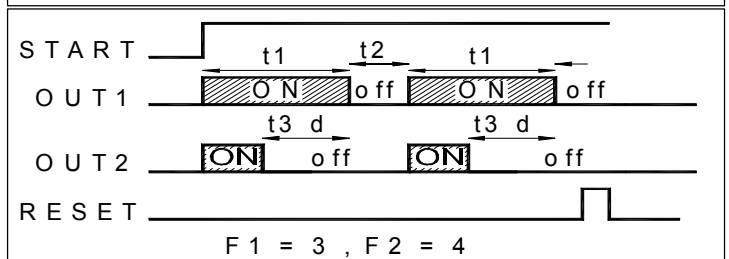 START
t1 t2 t1
OUT1 ON off ON off
t3 d t3 d
OUT2 ON off ON off
RESET
F1 = 3 , F2 = 4